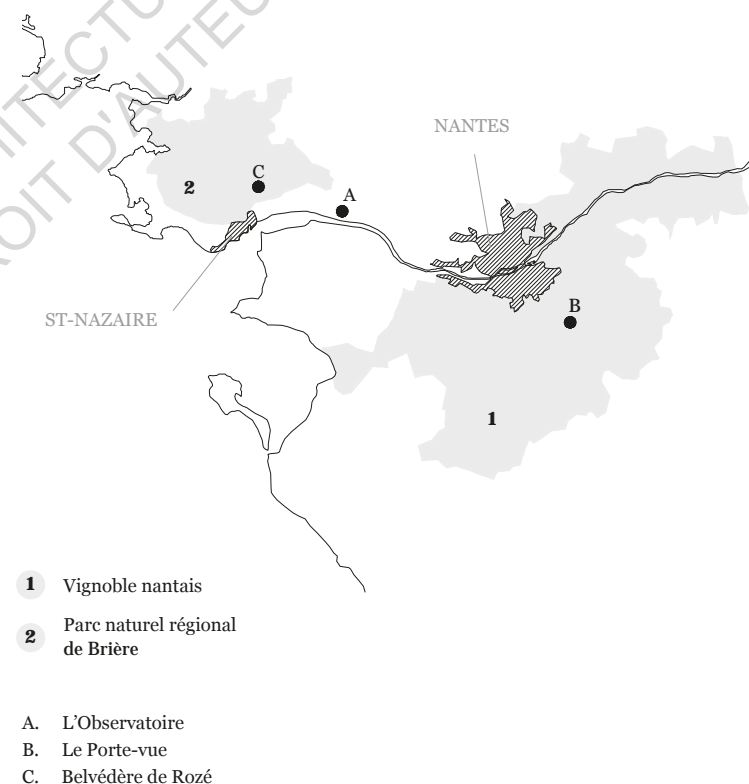 NANTES
C
2
A
ST-NAZAIRE
B
1
1 Vignoble nantais
2 Parc naturel régional
de Brière
A. L’Observatoire
B. Le Porte-vue
C. Belvédère de Rozé